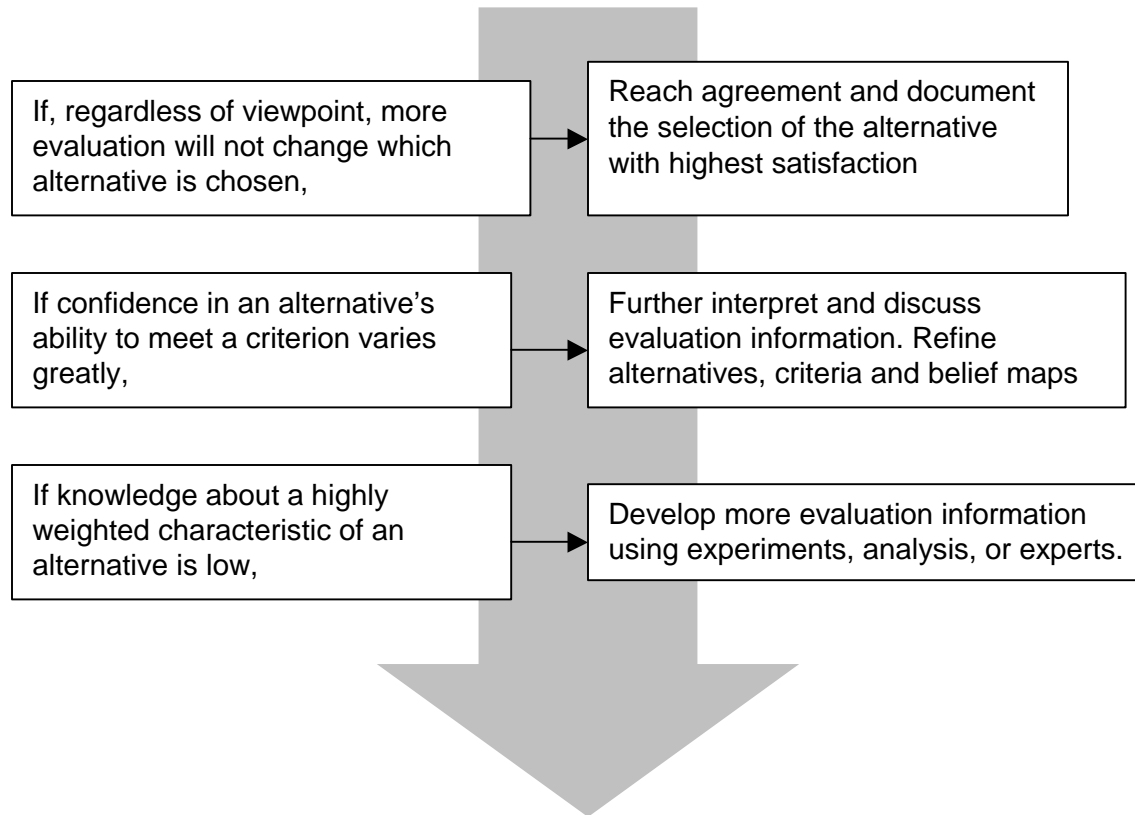 If, regardless of viewpoint, more
evaluation will not change which
alternative is chosen,
Reach agreement and document
the selection of the alternative
with highest satisfaction
If confidence in an alternative’s
ability to meet a criterion varies
greatly,
Further interpret and discuss
evaluation information. Refine
alternatives, criteria and belief maps
If knowledge about a highly
weighted characteristic of an
alternative is low,
Develop more evaluation information
using experiments, analysis, or experts.